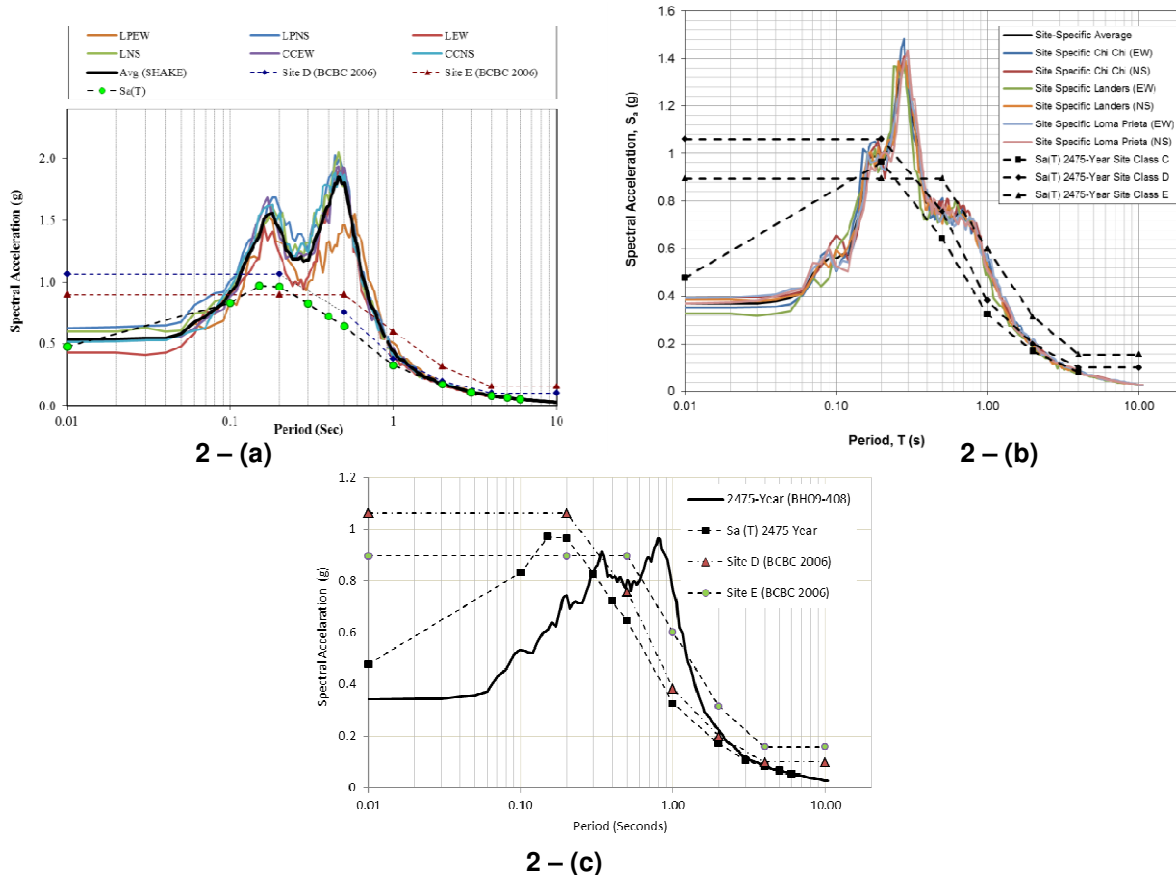 LPEW LPNS LEW
LNS CCEW CCNS
Avg (SHAKE) Site D (BCBC 2006) Site E (BCBC 2006)
Sa(T)
Spectral Acceleration (g)
2.0
1.5
1.0
0.5
0.0
0.01 0.10 1 10
Period (Sec)
2 – (a)
Spectral Acceleration, Sa (g)
1.6
1.4
1.2
1
0.8
0.6
0.4
0.2
0
0.01 0.10 1.00 10.00
Period, T (s)
Site-Specific Average
Site Specific Chi Chi (EW)
Site Specific Chi Chi (NS)
Site Specific Landers (EW)
Site Specific Landers (NS)
Site Specific Loma Prieta (EW)
Site Specific Loma Prieta (NS)
Sa(T) 2475-Year Site Class C
Sa(T) 2475-Year Site Class D
Sa(T) 2475-Year Site Class E
2 – (b)
Spectral Accelaration (g)
1.2
1
0.8
0.6
0.4
0.2
0
0.01 0.10 1.00 10.00
Period (Seconds)
2475-Year (BH09-408)
Sa (T) 2475 Year
Site D (BCBC 2006)
Site E (BCBC 2006)
2 – (c)